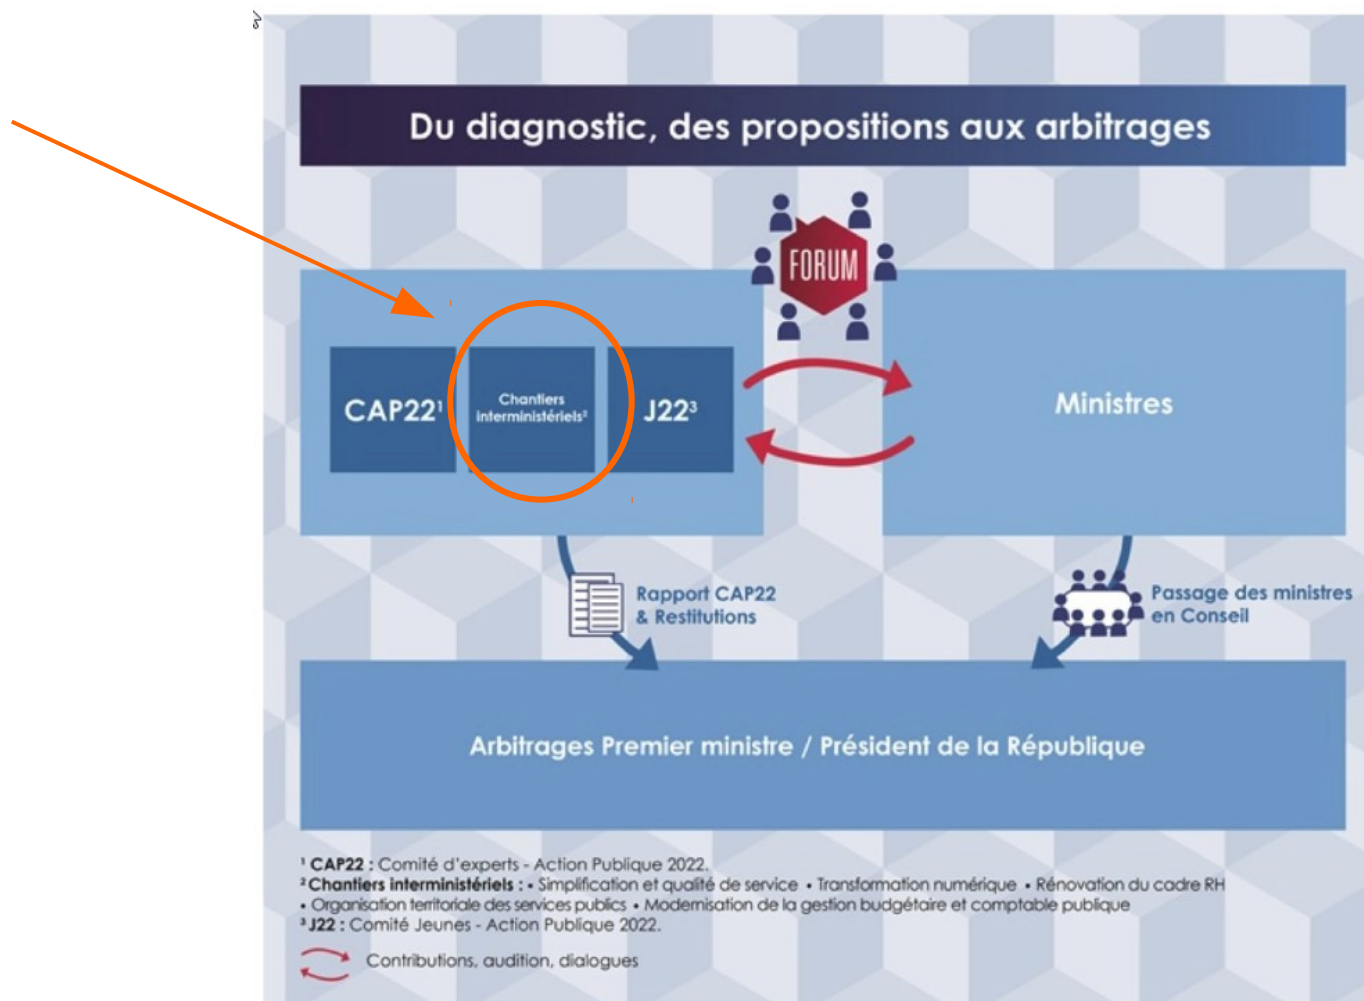 Du diagnostic, des propositions aux arbitrages
FORUM
CAP22¹
Chantiers
interministériels²
J22³
Ministres
Rapport CAP22
& Restitutions
Passage des ministres
en Conseil
Arbitrages Premier ministre / Président de la République
¹ CAP22 : Comité d'experts - Action Publique 2022.
² Chantiers interministériels : • Simplification et qualité de service • Transformation numérique • Rénovation du cadre RH
• Organisation territoriale des services publics • Modernisation de la gestion budgétaire et comptable publique
³ J22 : Comité Jeunes - Action Publique 2022.
Contributions, audition, dialogues